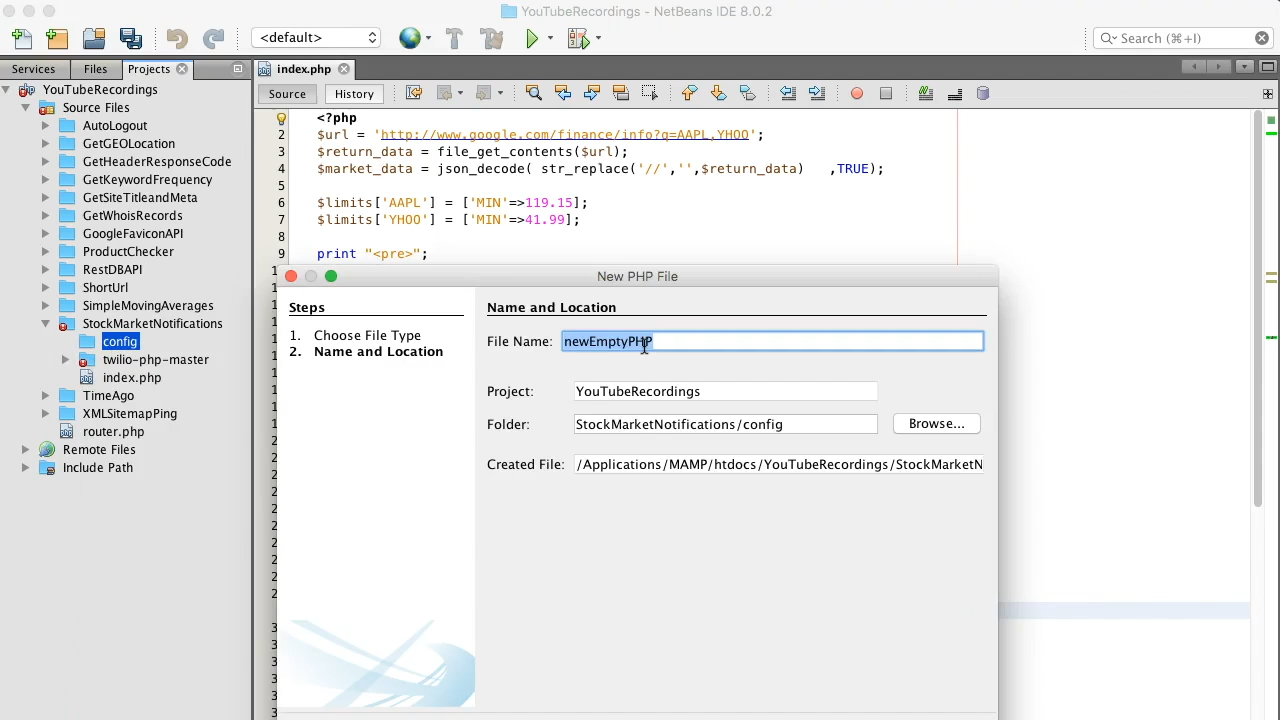 YouTubeRecordings - NetBeans IDE 8.0.2
<default>
Search (⌘+I)
Services
Files
Projects
index.php
Source
History
YouTubeRecordings
Source Files
AutoLogout
GetGEOLocation
GetHeaderResponseCode
GetKeywordFrequency
GetSiteTitleandMeta
GetWhoisRecords
GoogleFaviconAPI
ProductChecker
RestDBAPI
ShortUrl
SimpleMovingAverages
StockMarketNotifications
config
twilio-php-master
index.php
TimeAgo
XMLSitemapPing
router.php
Remote Files
Include Path
<?php
2 $url = 'http://www.google.com/finance/info?q=AAPL,YHOO';
3 $return_data = file_get_contents($url);
4 $market_data = json_decode( str_replace('//','',$return_data) ,TRUE);
5
6 $limits['AAPL'] = ['MIN'=>119.15];
7 $limits['YHOO'] = ['MIN'=>41.99];
8
9 print "<pre>";
New PHP File
Steps
1. Choose File Type
2. Name and Location
Name and Location
File Name: newEmptyPHP
Project: YouTubeRecordings
Folder: StockMarketNotifications/config
Browse...
Created File: /Applications/MAMP/htdocs/YouTubeRecordings/StockMarketN